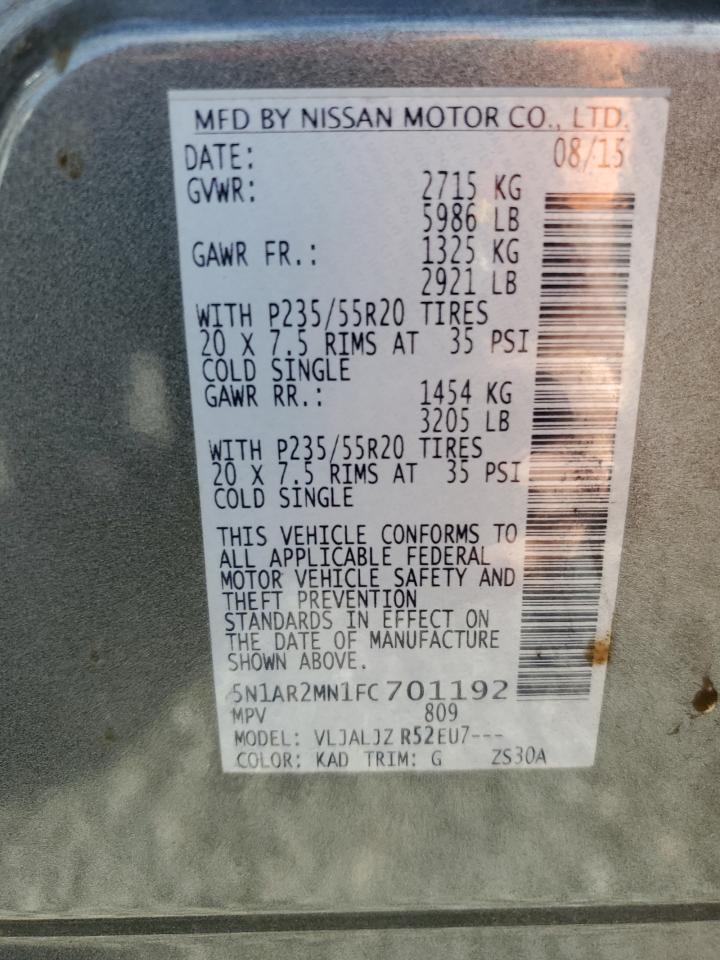 MFD BY NISSAN MOTOR CO., LTD.
DATE: 08/15
GVWR: 2715 KG
5986 LB
GAWR FR.: 1325 KG
2921 LB
WITH P235/55R20 TIRES
20 X 7.5 RIMS AT 35 PSI
COLD SINGLE
GAWR RR.: 1454 KG
3205 LB
WITH P235/55R20 TIRES
20 X 7.5 RIMS AT 35 PSI
COLD SINGLE
THIS VEHICLE CONFORMS TO
ALL APPLICABLE FEDERAL
MOTOR VEHICLE SAFETY AND
THEFT PREVENTION
STANDARDS IN EFFECT ON
THE DATE OF MANUFACTURE
SHOWN ABOVE.
5N1AR2MN1FC701192
MPV 809
MODEL: VLJALJZ R52EU7---
COLOR: KAD TRIM: G ZS30A